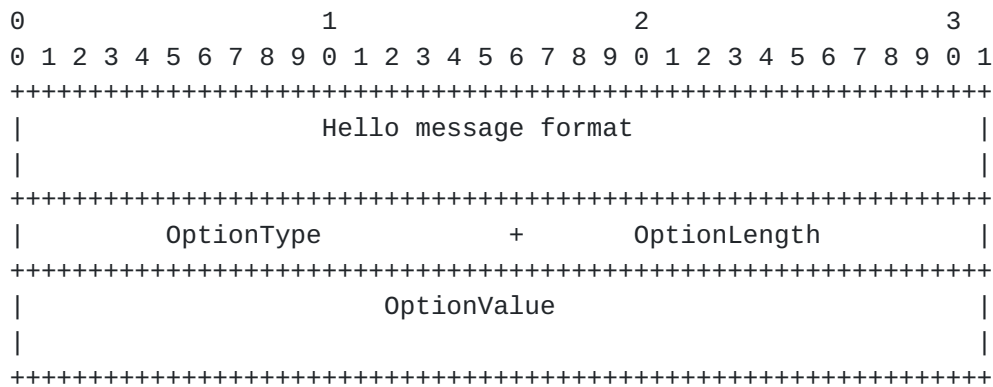 0                   1                   2                   3
0 1 2 3 4 5 6 7 8 9 0 1 2 3 4 5 6 7 8 9 0 1 2 3 4 5 6 7 8 9 0 1
+++++++++++++++++++++++++++++++++++++++++++++++++++++++++++++++
|                   Hello message format                      |
|                                                             |
+++++++++++++++++++++++++++++++++++++++++++++++++++++++++++++++
|         OptionType            +       OptionLength          |
+++++++++++++++++++++++++++++++++++++++++++++++++++++++++++++++
|                       OptionValue                           |
|                                                             |
+++++++++++++++++++++++++++++++++++++++++++++++++++++++++++++++